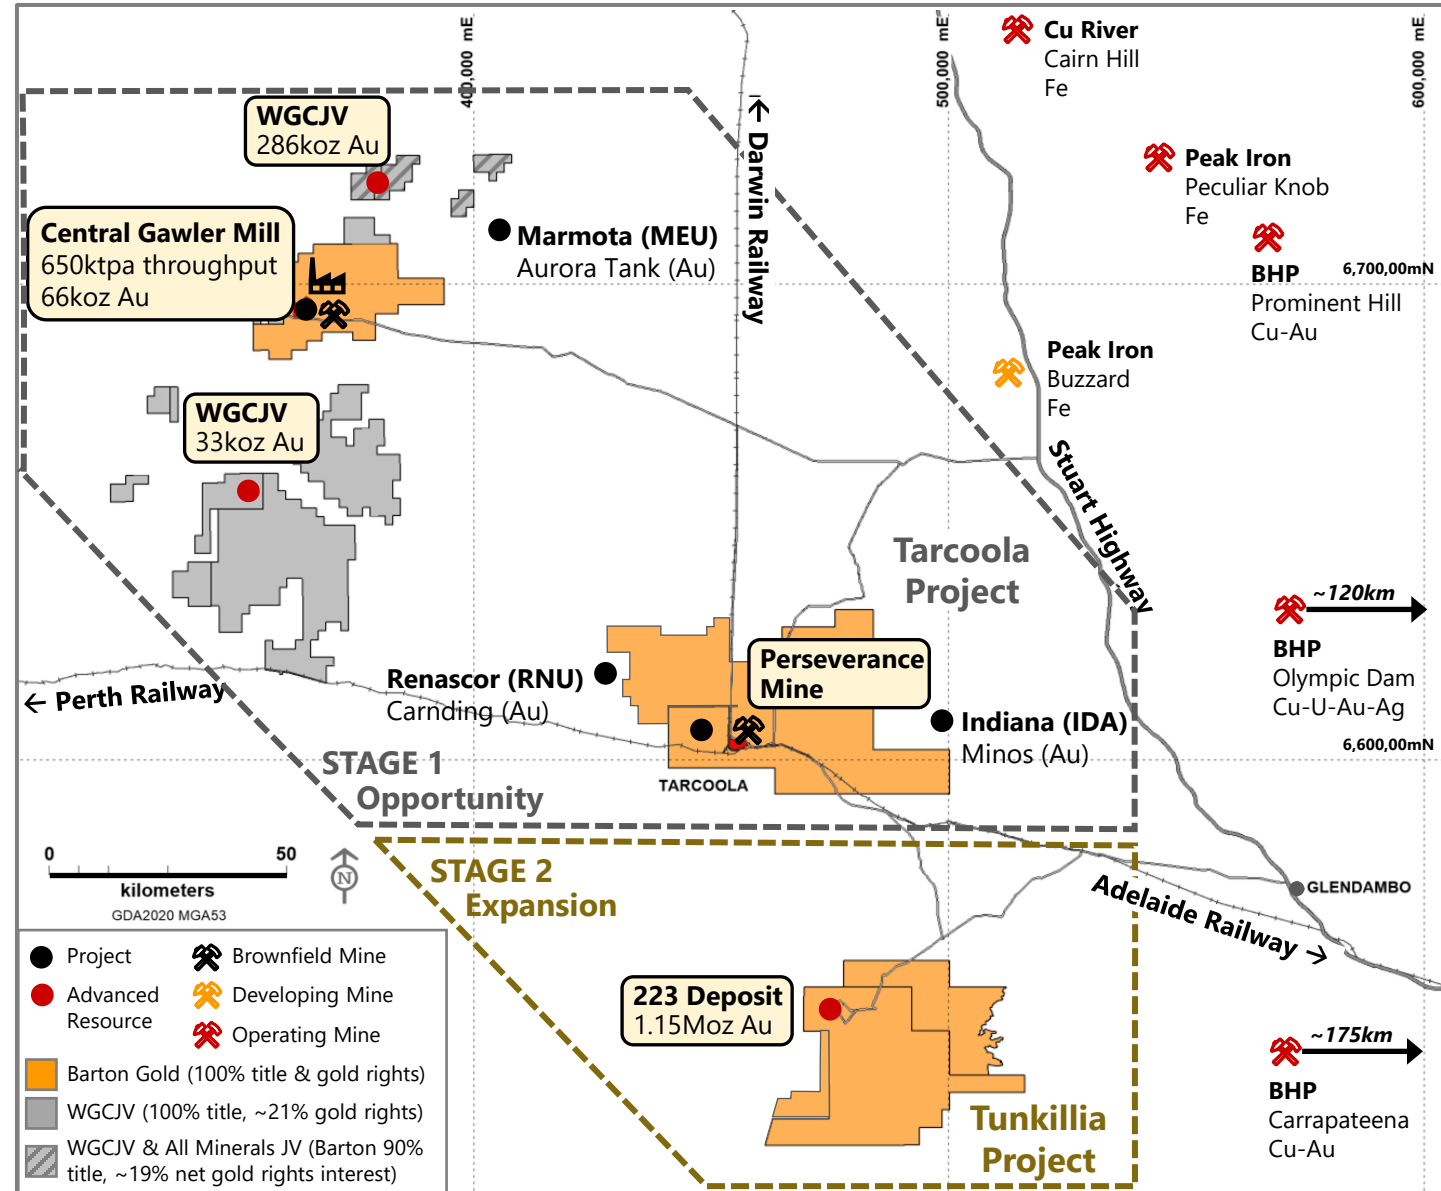 400,000 mE
500,000 mE
600,000 mE
Cu River
Cairn Hill
Fe
WGCJV
286koz Au
← Darwin Railway
Peak Iron
Peculiar Knob
Fe
Central Gawler Mill
650ktpa throughput
66koz Au
Marmota (MEU)
Aurora Tank (Au)
BHP
Prominent Hill
Cu-Au
6,700,00mN
Peak Iron
Buzzard
Fe
WGCJV
33koz Au
Stuart Highway
Tarcoola
Project
~120km
BHP
Olympic Dam
Cu-U-Au-Ag
Perseverance
Mine
Renascor (RNU)
Carnding (Au)
← Perth Railway
Indiana (IDA)
Minos (Au)
6,600,00mN
STAGE 1
Opportunity
TARCOOLA
0 50
kilometers
GDA2020 MGA53
N
STAGE 2
Expansion
GLENDAMBO
Adelaide Railway →
223 Deposit
1.15Moz Au
~175km
BHP
Carrapateena
Cu-Au
Tunkillia
Project
Project
Brownfield Mine
Advanced
Resource
Developing Mine
Operating Mine
Barton Gold (100% title & gold rights)
WGCJV (100% title, ~21% gold rights)
WGCJV & All Minerals JV (Barton 90%
title, ~19% net gold rights interest)